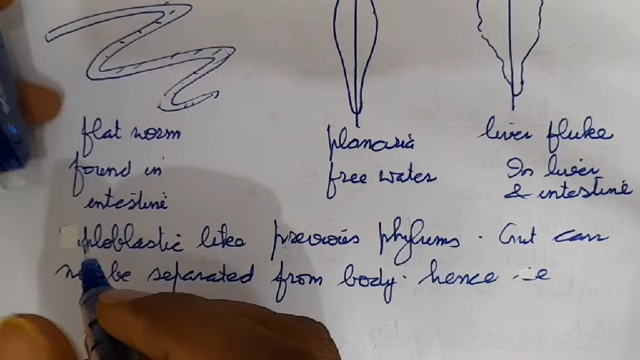 flat worm
found in
intestine
planaria
free water
liver fluke
In liver
& intestine
ploblastic like previous phylums. Gut can
be separated from body. hence ie